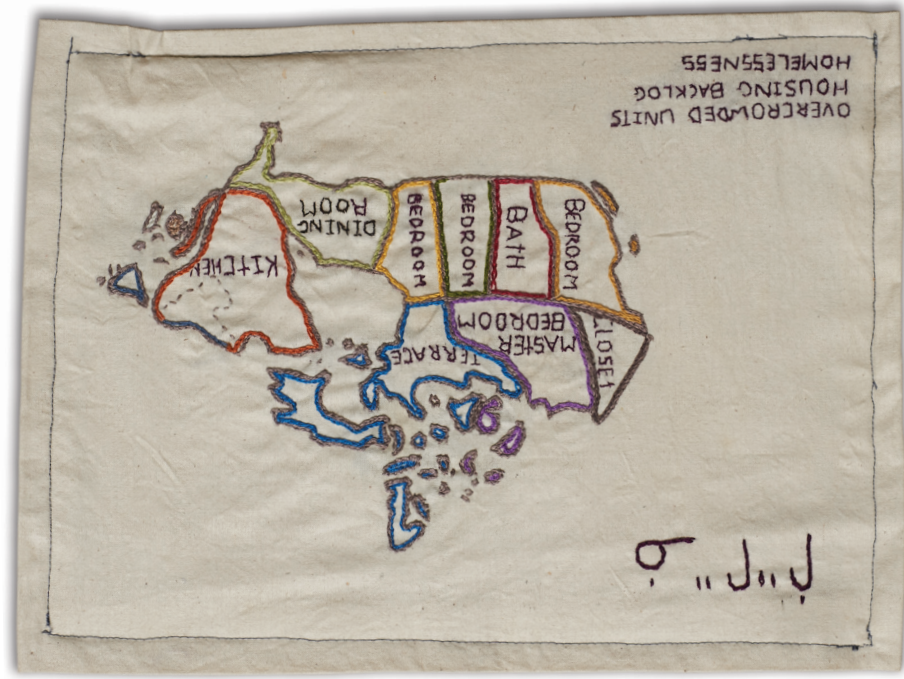 CLOSET
MASTER
BEDROOM
TERRACE
KITCHEN
BEDROOM
BATH
BEDROOM
BEDROOM
DINING
ROOM
OVERCROWDED UNITS
HOUSING BACKLOG
HOMELESSNESS